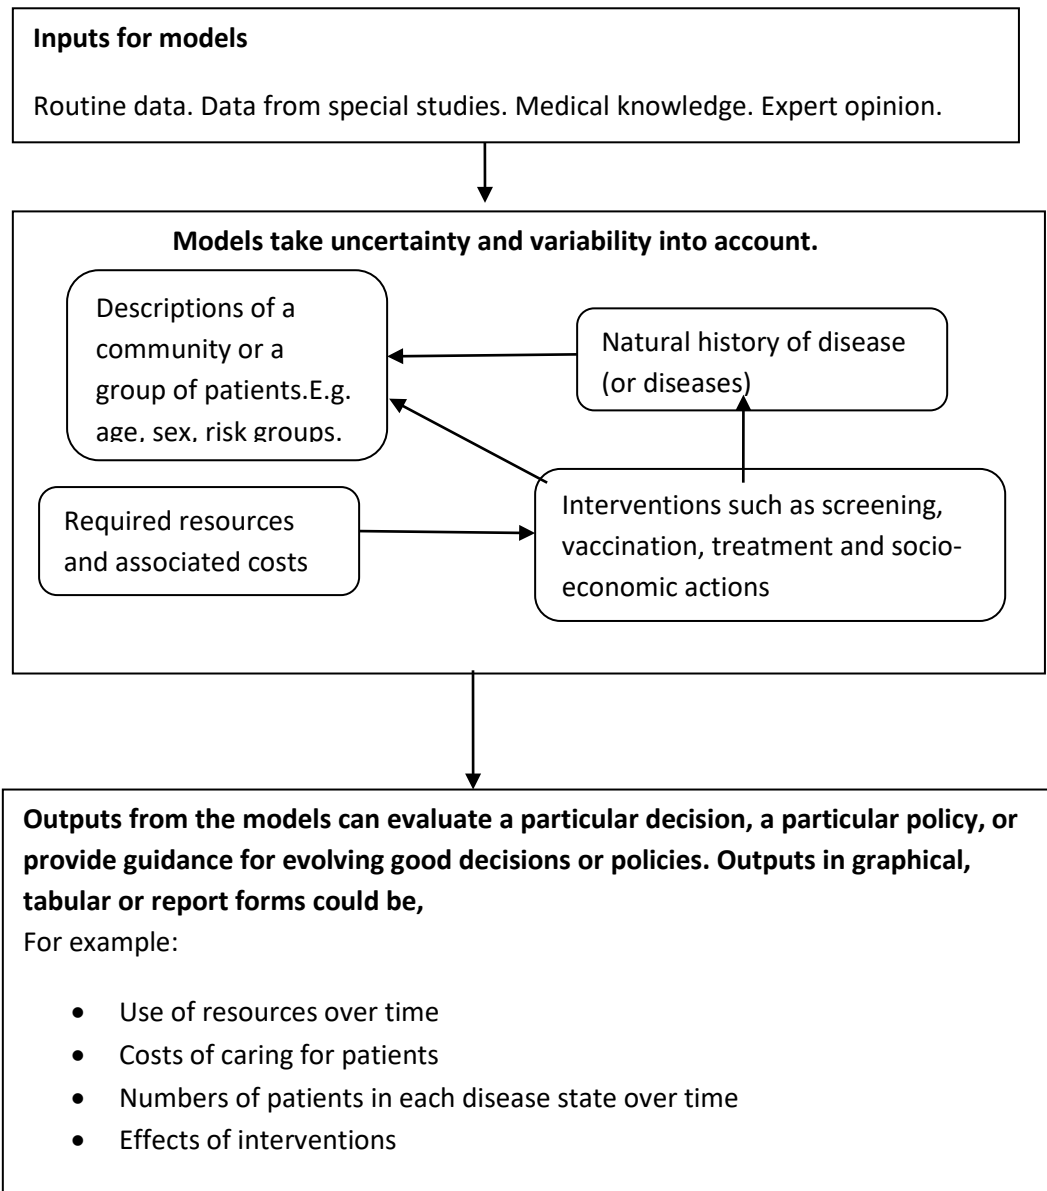 Inputs for models
Routine data. Data from special studies. Medical knowledge. Expert opinion.
Models take uncertainty and variability into account.
Descriptions of a
community or a
group of patients.E.g.
age, sex, risk groups.
Natural history of disease
(or diseases)
Required resources
and associated costs
Interventions such as screening,
vaccination, treatment and socio-
economic actions
Outputs from the models can evaluate a particular decision, a particular policy, or
provide guidance for evolving good decisions or policies. Outputs in graphical,
tabular or report forms could be,
For example:
• Use of resources over time
• Costs of caring for patients
• Numbers of patients in each disease state over time
• Effects of interventions